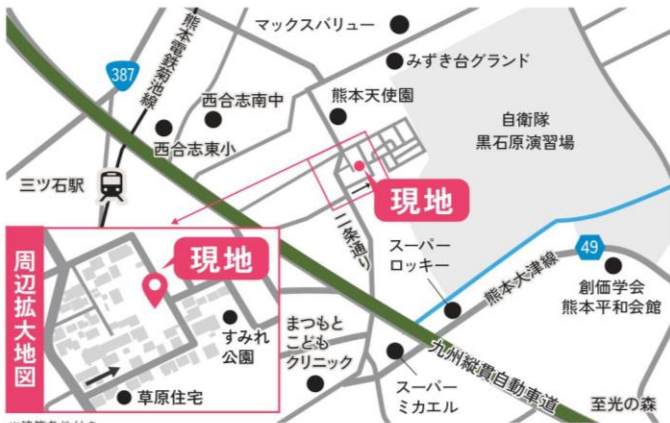 マックスバリュー
みずき台グランド
387
熊本電鉄菊池線
西合志南中
熊本天使園
自衛隊
黒石原演習場
西合志東小
三ツ石駅
現地
二条通り
スーパー
ロッキー
熊本大津線
49
創価学会
熊本平和会館
周辺拡大地図
現地
すみれ
公園
草原住宅
まつもと
こども
クリニック
スーパー
ミカエル
九州縦貫自動車道
至光の森